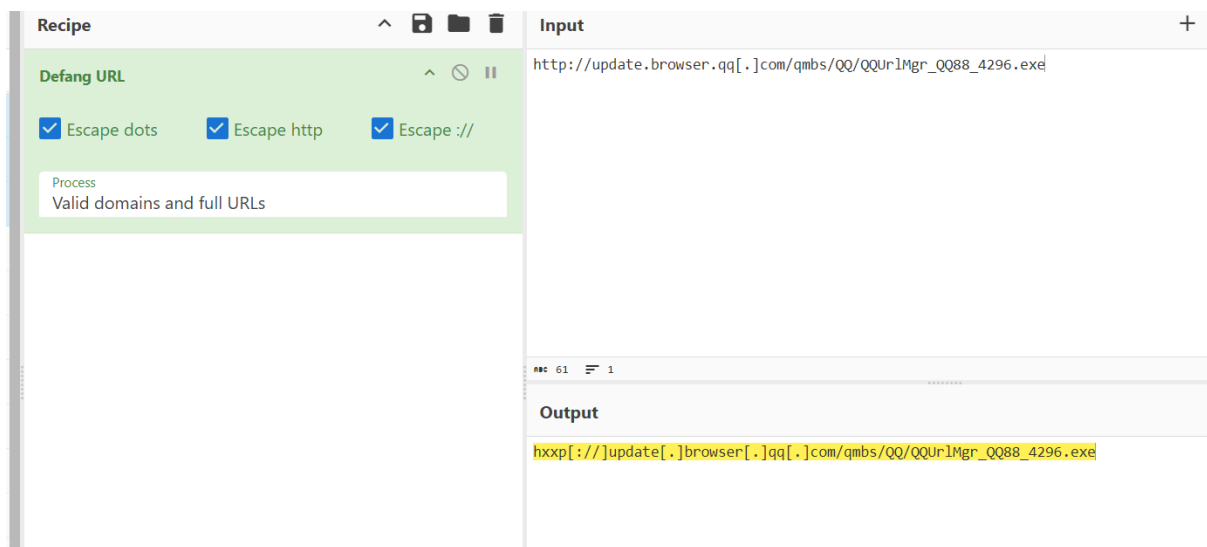 Recipe
Defang URL
Escape dots Escape http Escape ://
Process
Valid domains and full URLs
Input +
http://update.browser.qq[.]com/qmbs/QQ/QQUrlMgr_QQ88_4296.exe
ABC 61 1
Output
hxxp[://]update[.]browser[.]qq[.]com/qmbs/QQ/QQUrlMgr_QQ88_4296.exe